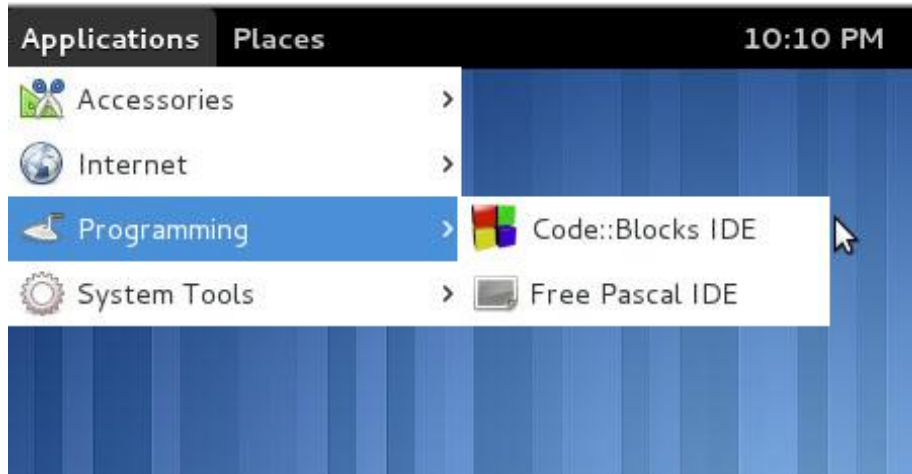 Applications Places 10:10 PM
Accessories
Internet
Programming Code::Blocks IDE
System Tools Free Pascal IDE